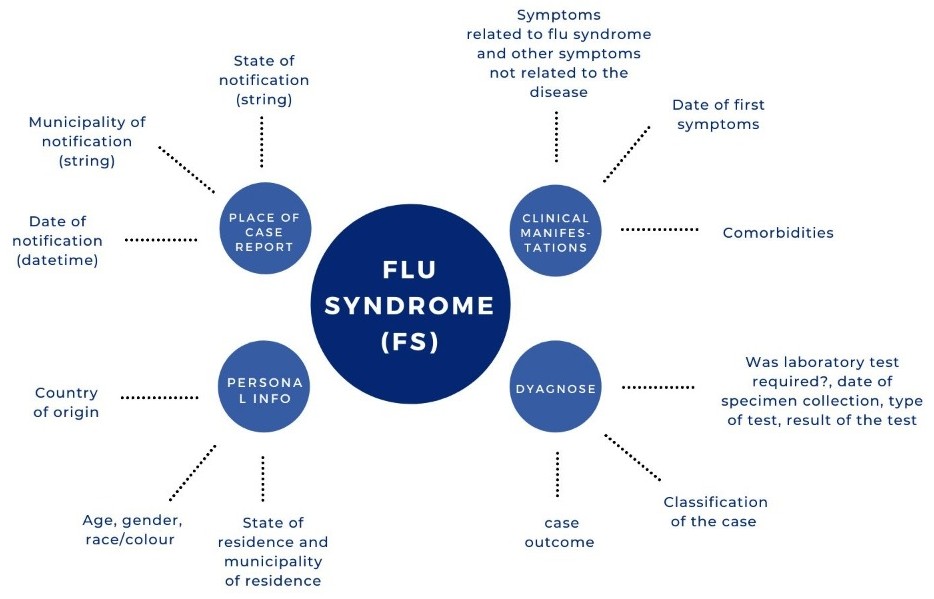 Symptoms
related to flu syndrome
and other symptoms
not related to the
disease
State of
notification
(string)
Date of first
symptoms
Municipality of
notification
(string)
PLACE OF
CASE
REPORT
CLINICAL
MANIFES-
TATIONS
Date of
notification
(datetime)
Comorbidities
FLU
SYNDROME
(FS)
Country
of origin
PERSONA
L INFO
DYAGNOSE
Was laboratory test
required?, date of
specimen collection, type
of test, result of the test
Age, gender,
race/colour
State of
residence and
municipality
of residence
case
outcome
Classification
of the case